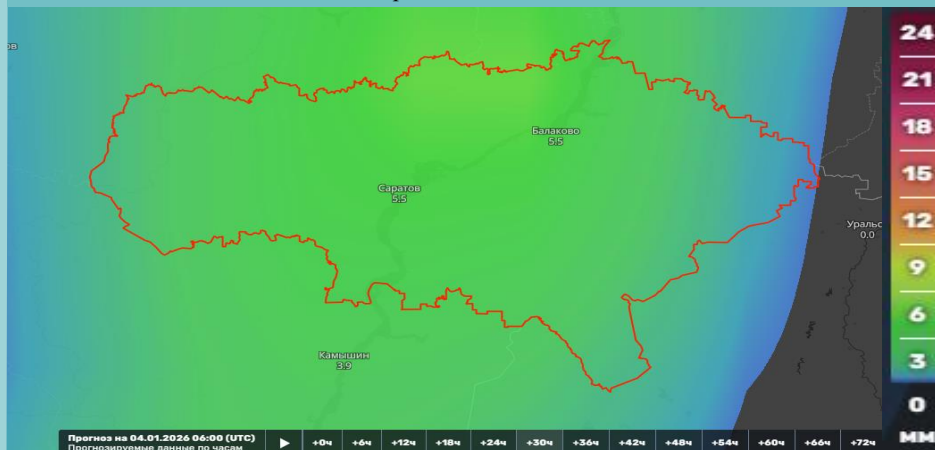 ов
24
21
Балаково
5.5
18
15
Саратов
5.5
12
Уральс
0.0
9
6
Камышин
3.9
3
0
Прогноз на 04.01.2026 06:00 (UTC)
Прогнозируемые данные по часам
+0ч +6ч +12ч +18ч +24ч +30ч +36ч +42ч +48ч +54ч +60ч +66ч +72ч
ММ